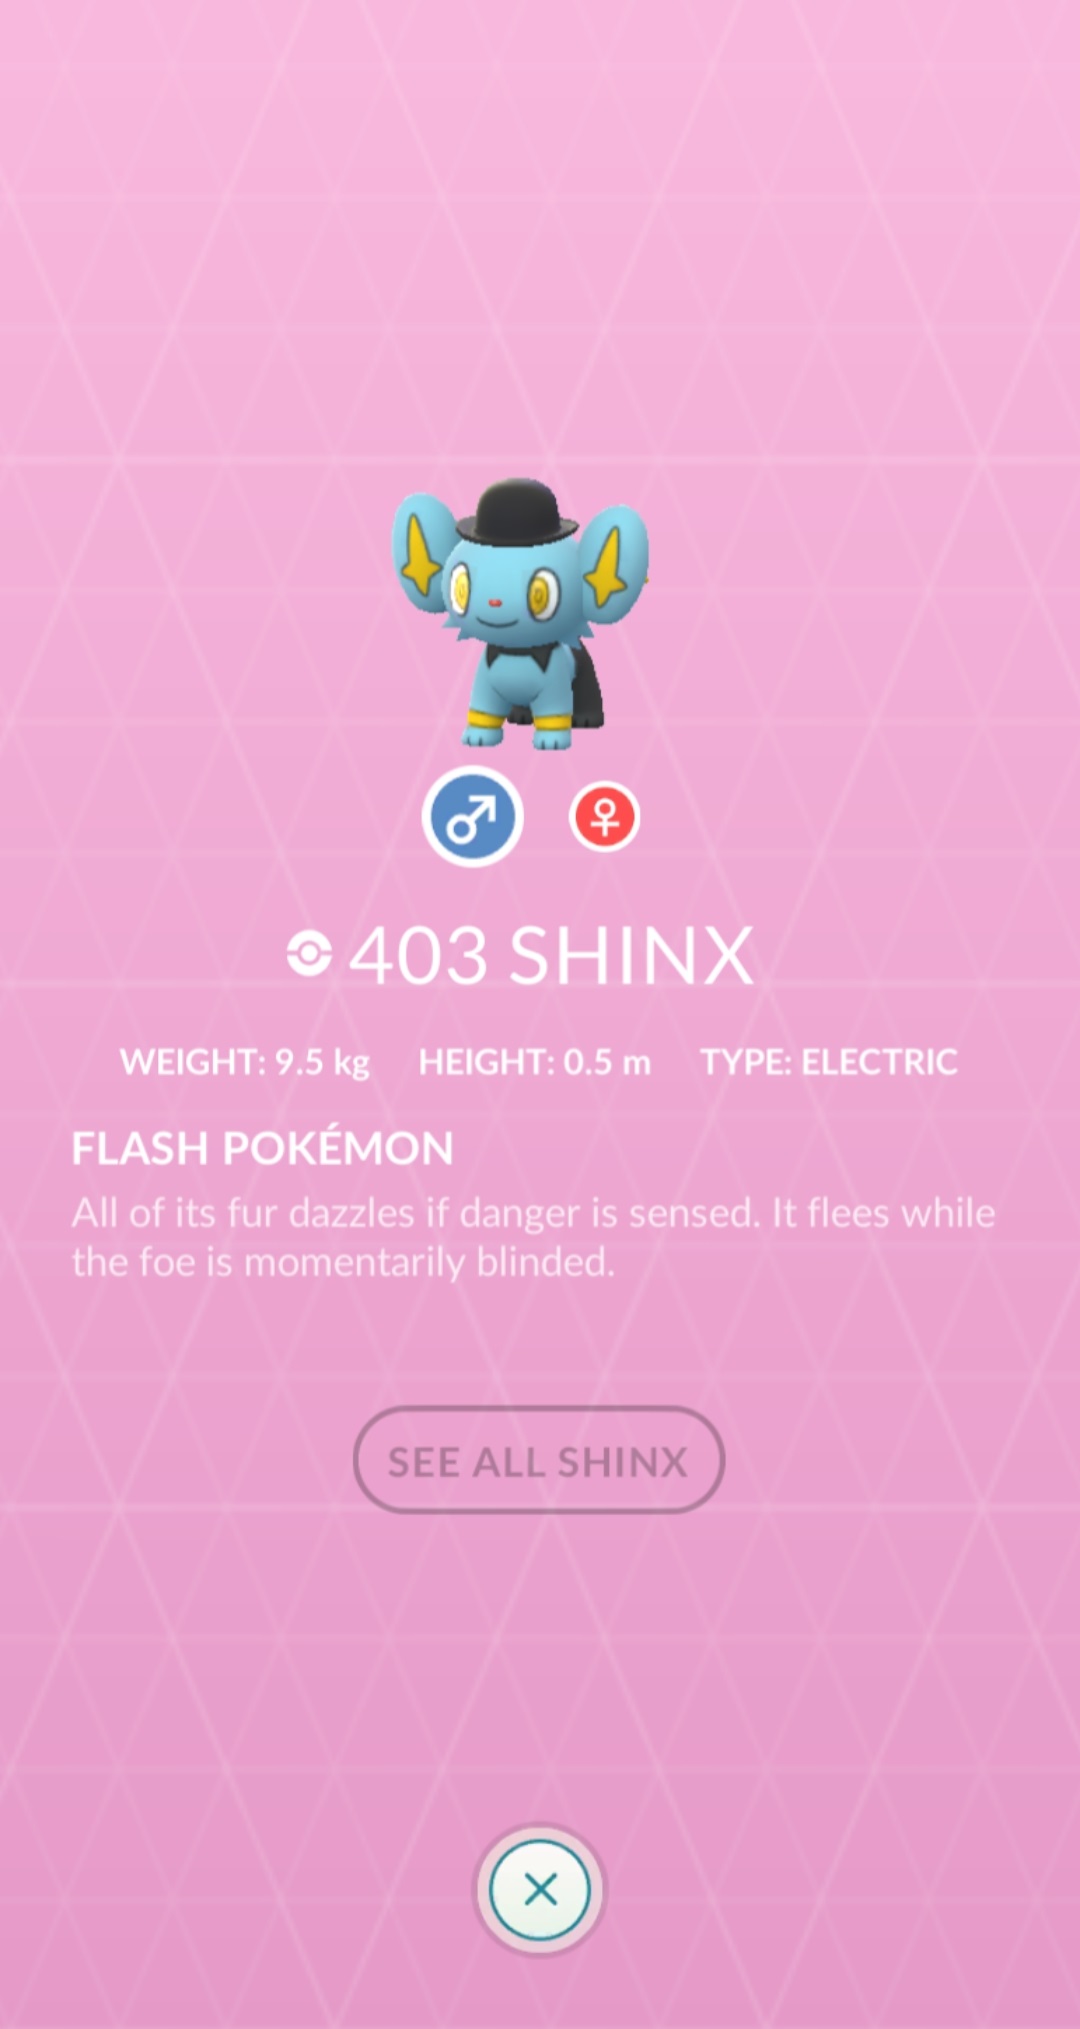 403 SHINX
WEIGHT: 9.5 kg HEIGHT: 0.5 m TYPE: ELECTRIC
FLASH POKÉMON
All of its fur dazzles if danger is sensed. It flees while
the foe is momentarily blinded.
SEE ALL SHINX